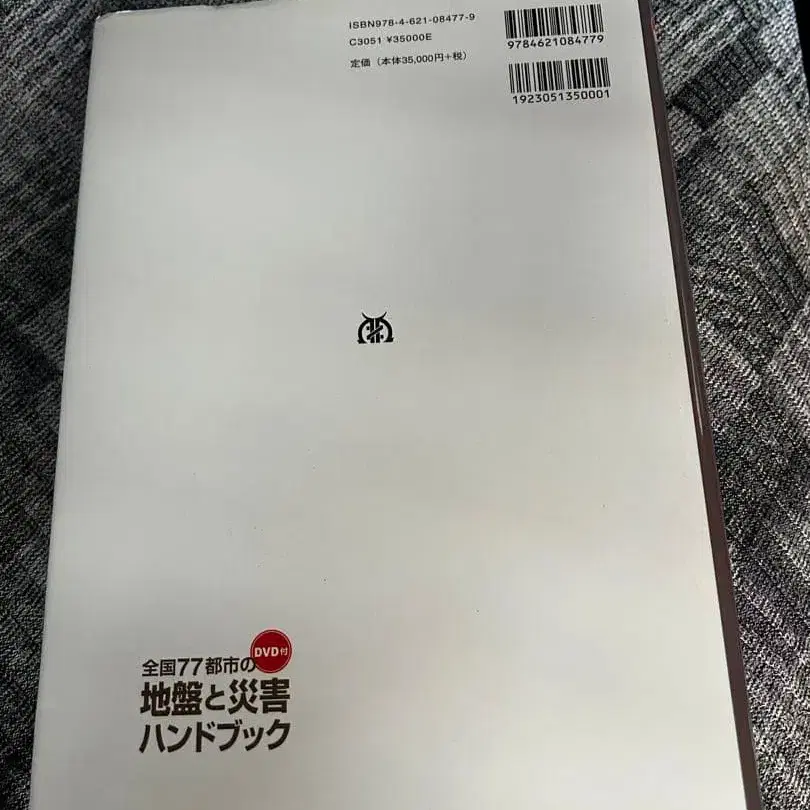 ISBN978-4-621-08477-9
C3051 ¥35000E
定価（本体35,000円+税）
9784621084779
1923051350001
DVD付
全国77都市の
地盤と災害
ハンドブック